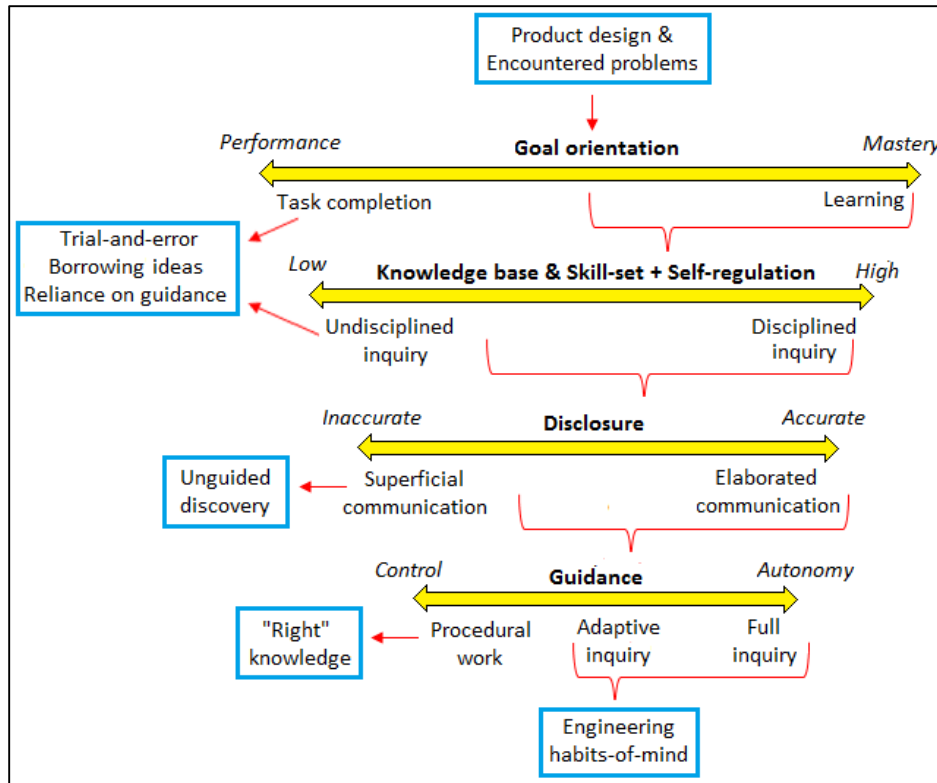 Product design &
Encountered problems
Performance
Goal orientation
Mastery
Task completion
Learning
Trial-and-error
Borrowing ideas
Reliance on guidance
Low
Knowledge base & Skill-set + Self-regulation
High
Undisciplined
inquiry
Disciplined
inquiry
Inaccurate
Disclosure
Accurate
Unguided
discovery
Superficial
communication
Elaborated
communication
Control
Guidance
Autonomy
"Right"
knowledge
Procedural
work
Adaptive
inquiry
Full
inquiry
Engineering
habits-of-mind